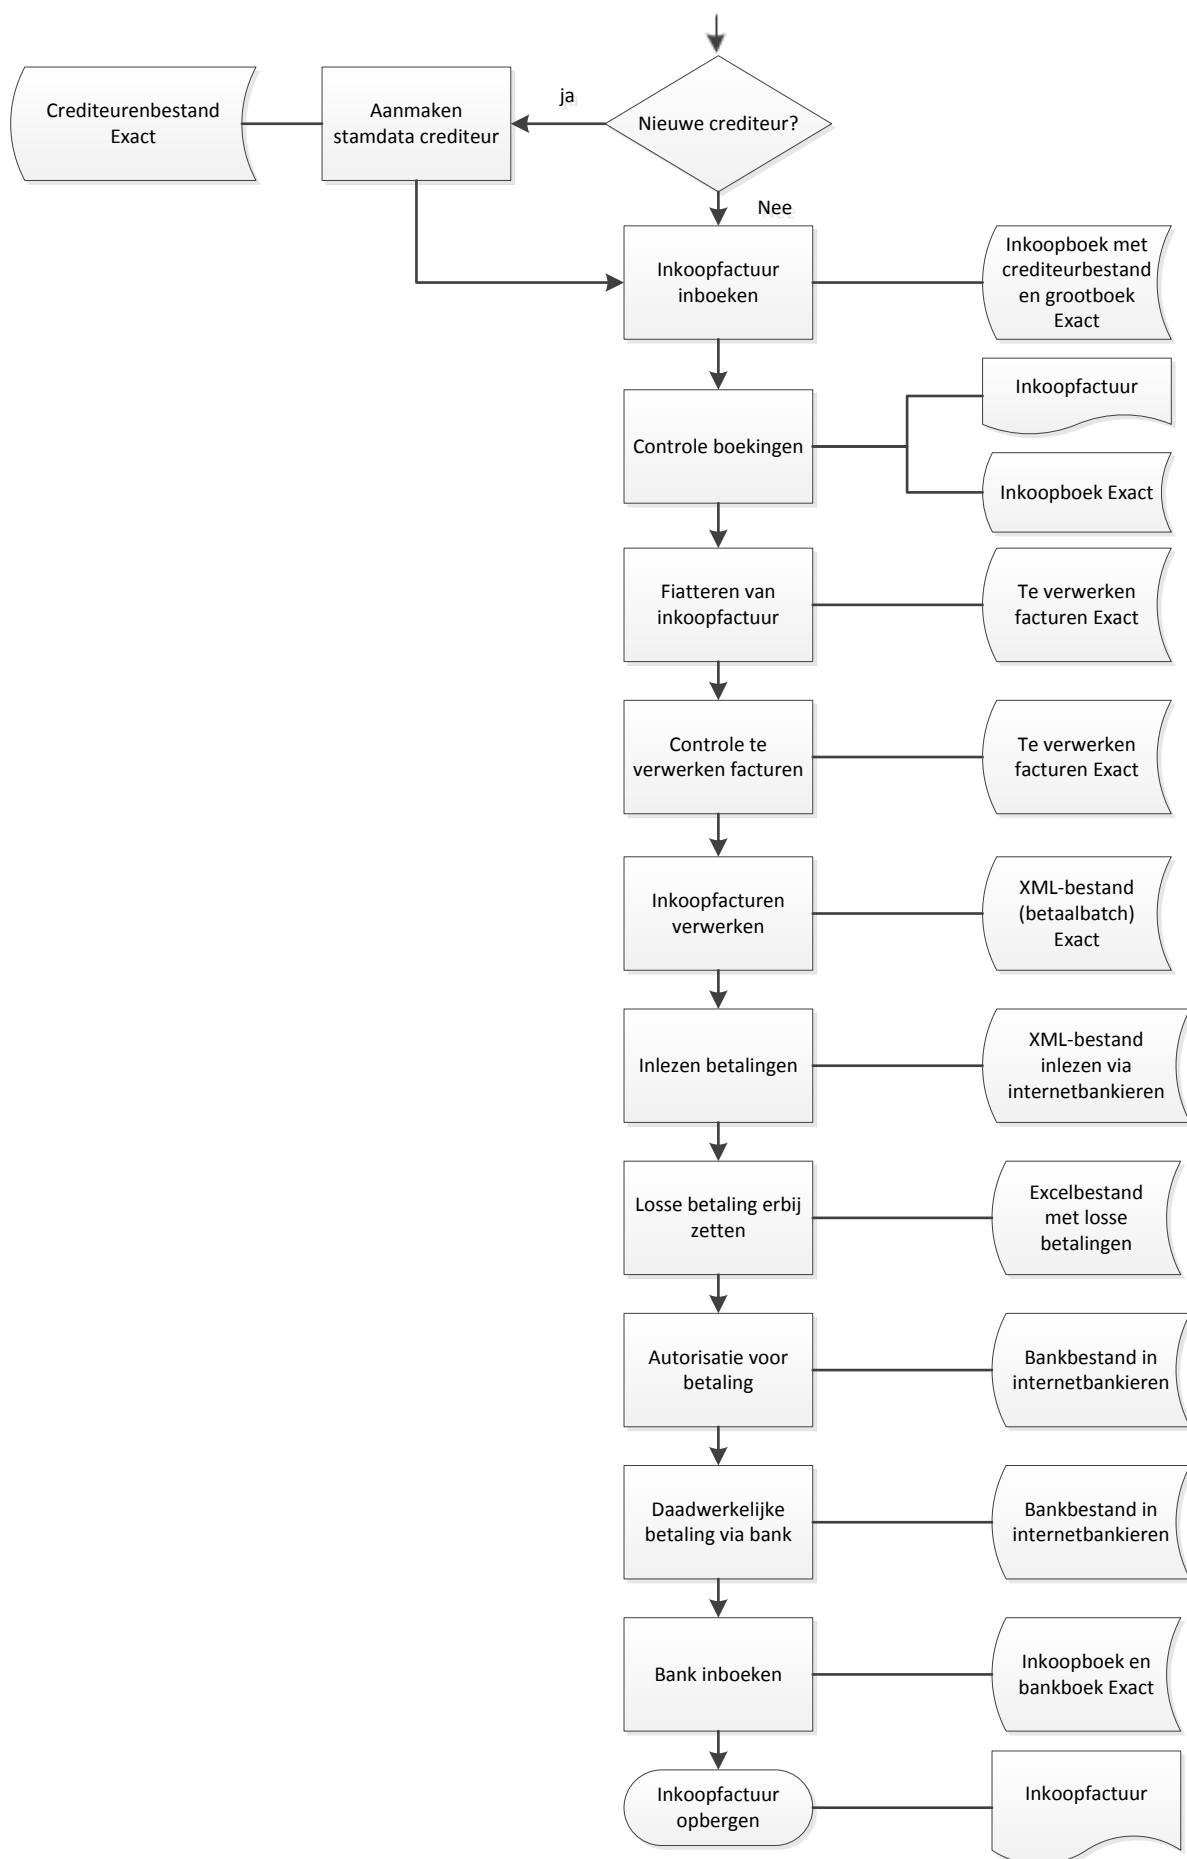 Crediteurenbestand
Exact
Aanmaken
stamdata crediteur
ja
Nieuwe crediteur?
Nee
Inkoopfactuur
inboeken
Inkoopboek met
crediteurbestand
en grootboek
Exact
Controle boekingen
Inkoopfactuur
Inkoopboek Exact
Fiatteren van
inkoopfactuur
Te verwerken
facturen Exact
Controle te
verwerken facturen
Te verwerken
facturen Exact
Inkoopfacturen
verwerken
XML-bestand
(betaalbatch)
Exact
Inlezen betalingen
XML-bestand
inlezen via
internetbankieren
Losse betaling erbij
zetten
Excelbestand
met losse
betalingen
Autorisatie voor
betaling
Bankbestand in
internetbankieren
Daadwerkelijke
betaling via bank
Bankbestand in
internetbankieren
Bank inboeken
Inkoopboek en
bankboek Exact
Inkoopfactuur
opbergen
Inkoopfactuur